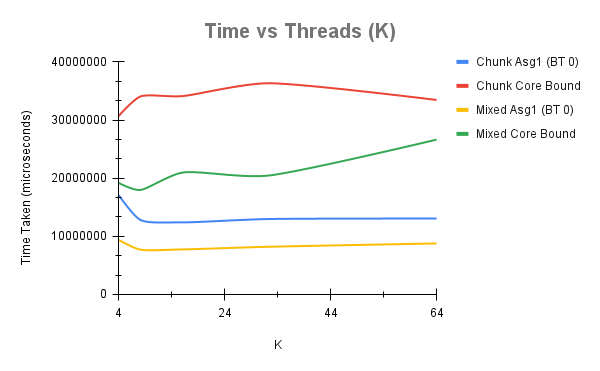 Time vs Threads (K)
Chunk Asg1 (BT 0)
Chunk Core Bound
Mixed Asg1 (BT 0)
Mixed Core Bound
Time Taken (microseconds)
40000000
30000000
20000000
10000000
0
4
24
44
64
K